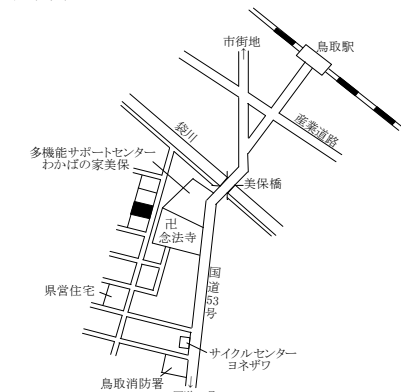 市街地
鳥取駅
産業道路
袋川
多機能サポートセンター
わかばの家美保
美保橋
卍
念法寺
国道53号
県営住宅
サイクルセンター
ヨネザワ
鳥取消防署